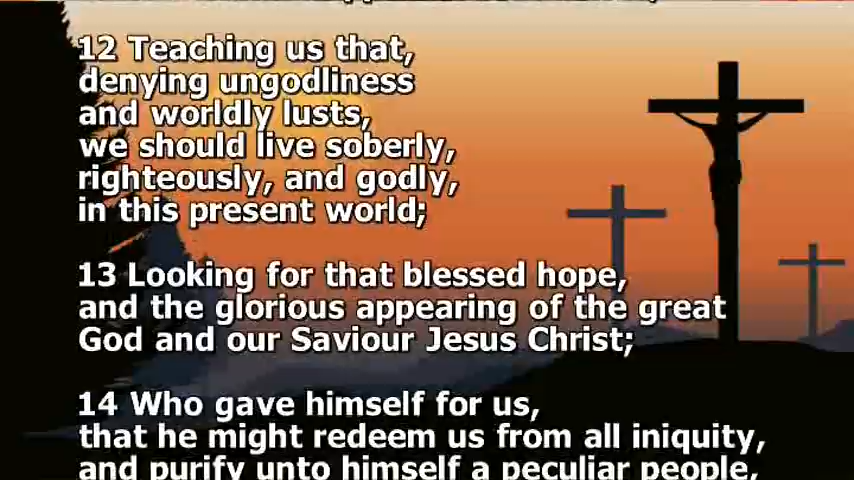 12 Teaching us that,
denying ungodliness
and worldly lusts,
we should live soberly,
righteously, and godly,
in this present world;
13 Looking for that blessed hope,
and the glorious appearing of the great
God and our Saviour Jesus Christ;
14 Who gave himself for us,
that he might redeem us from all iniquity,
and purify unto himself a peculiar people,